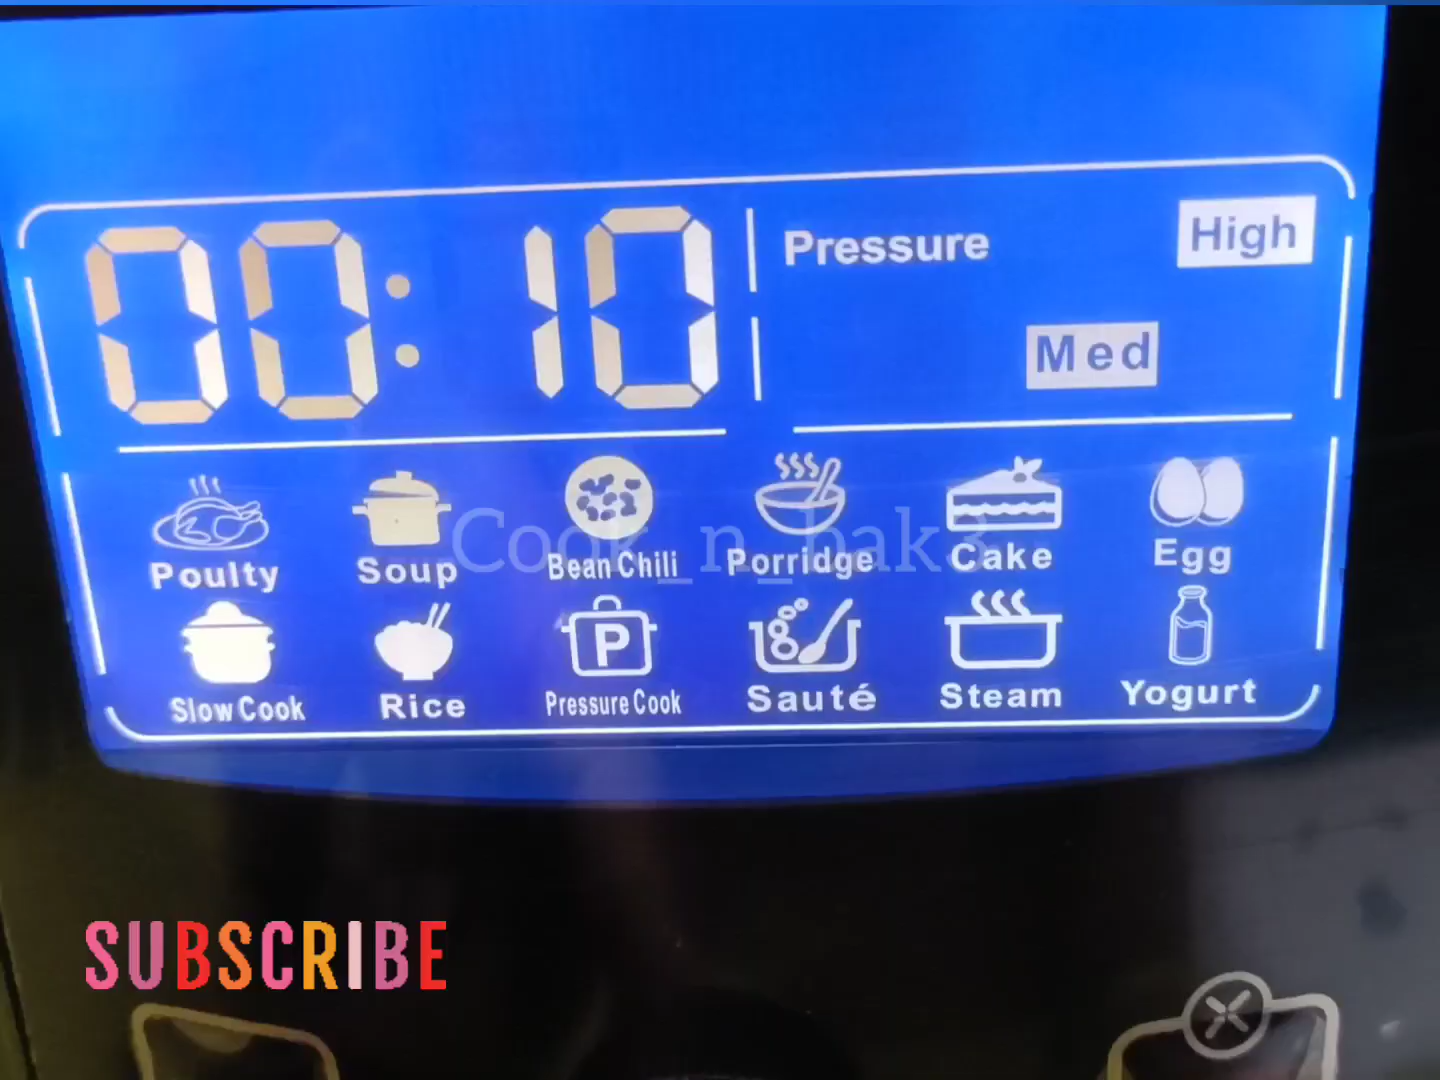 00:10
Pressure
High
Med
Poulty
Soup
Bean Chili
Porridge
Cake
Egg
Cook_n_bak3
Slow Cook
Rice
P
Pressure Cook
Sauté
Steam
Yogurt
SUBSCRIBE